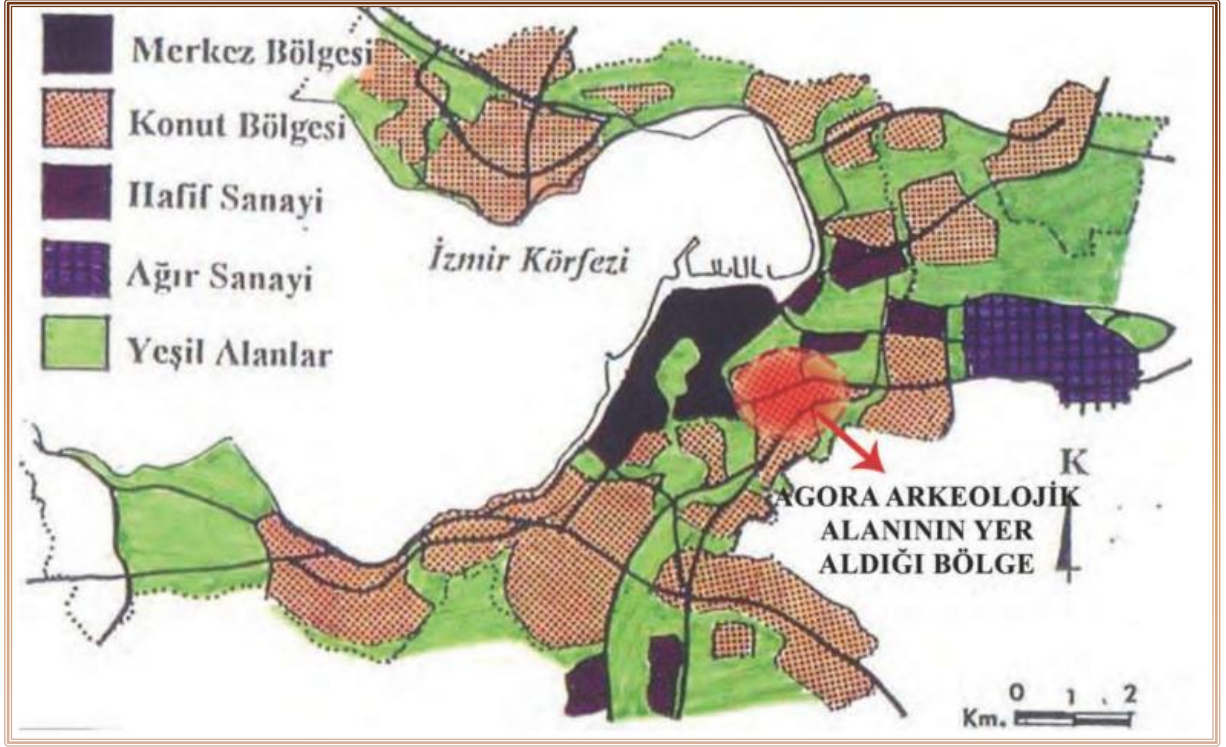 Merkez Bölgesi
Konut Bölgesi
Hafif Sanayi
Ağır Sanayi
Yeşil Alanlar
İzmir Körfezi
K
AGORA ARKEOLOJİK
ALANININ YER
ALDIĞI BÖLGE
0 1 2
Km.